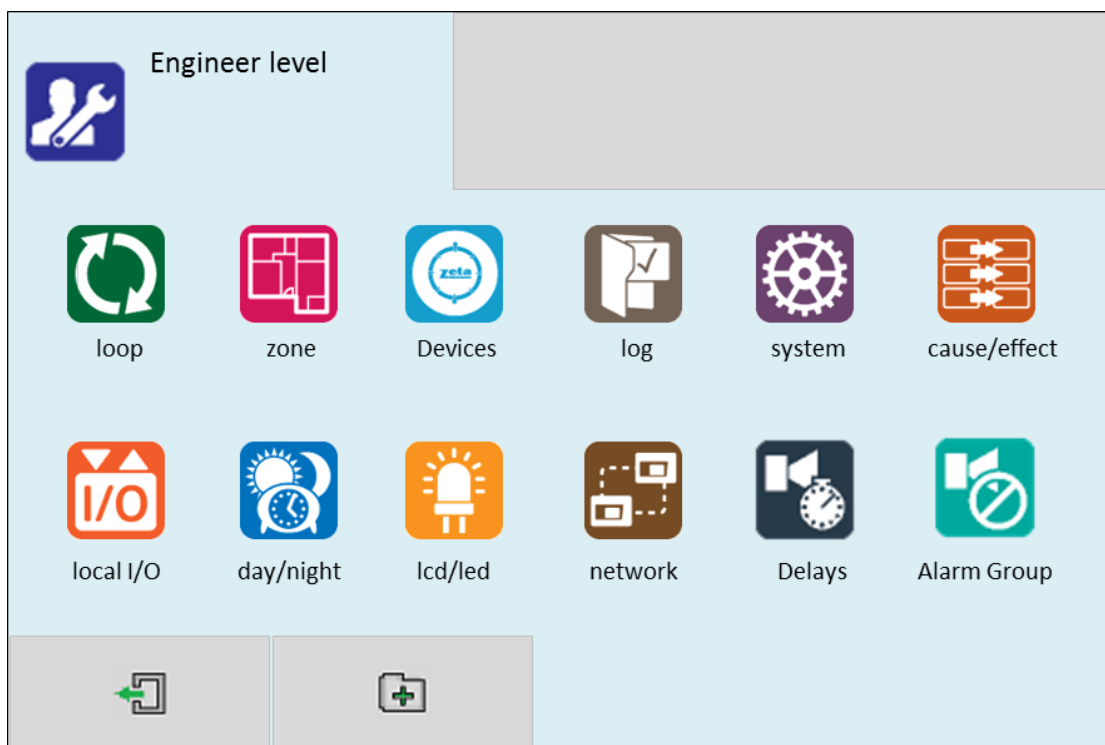 Engineer level
zeta
loop zone Devices log system cause/effect
I/O
local I/O day/night lcd/led network Delays Alarm Group